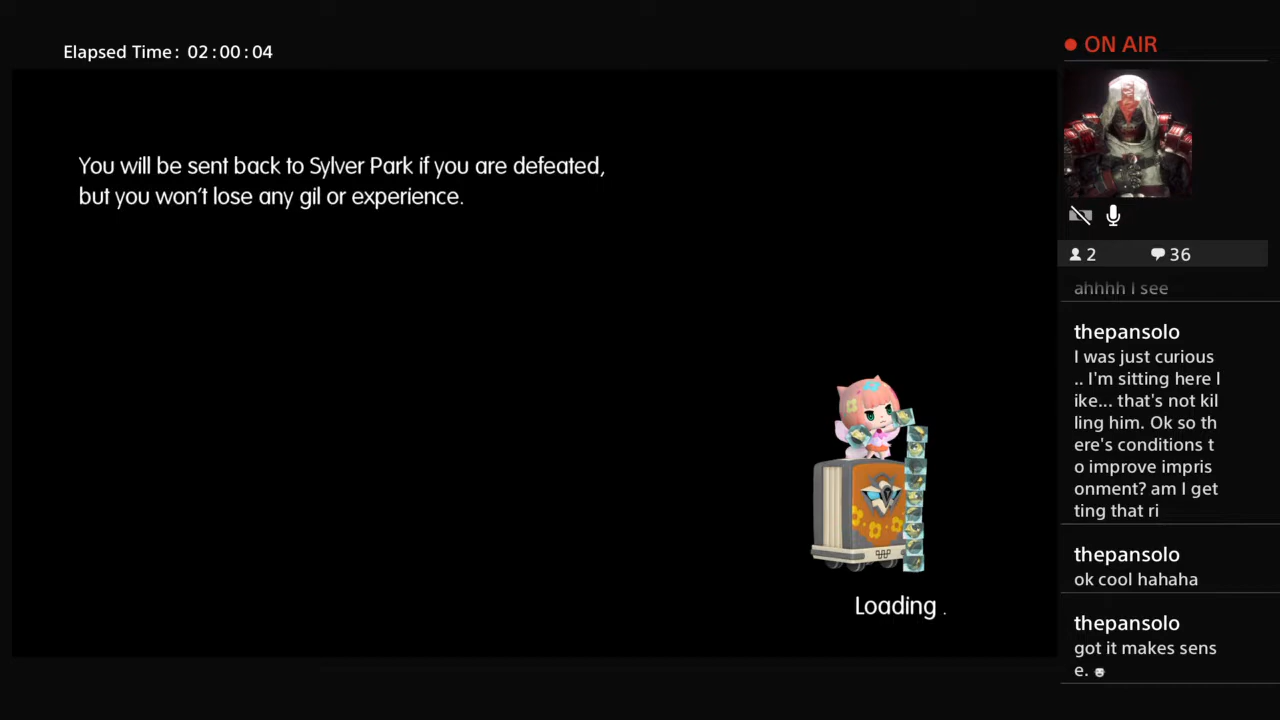 Elapsed Time: 02:00:04
You will be sent back to Sylver Park if you are defeated,
but you won't lose any gil or experience.
Loading .
ON AIR
2
36
ahhhh I see
thepansolo
I was just curious
.. I'm sitting here l
ike... that's not kil
ling him. Ok so th
ere's conditions t
o improve impris
onment? am I get
ting that ri
thepansolo
ok cool hahaha
thepansolo
got it makes sens
e.